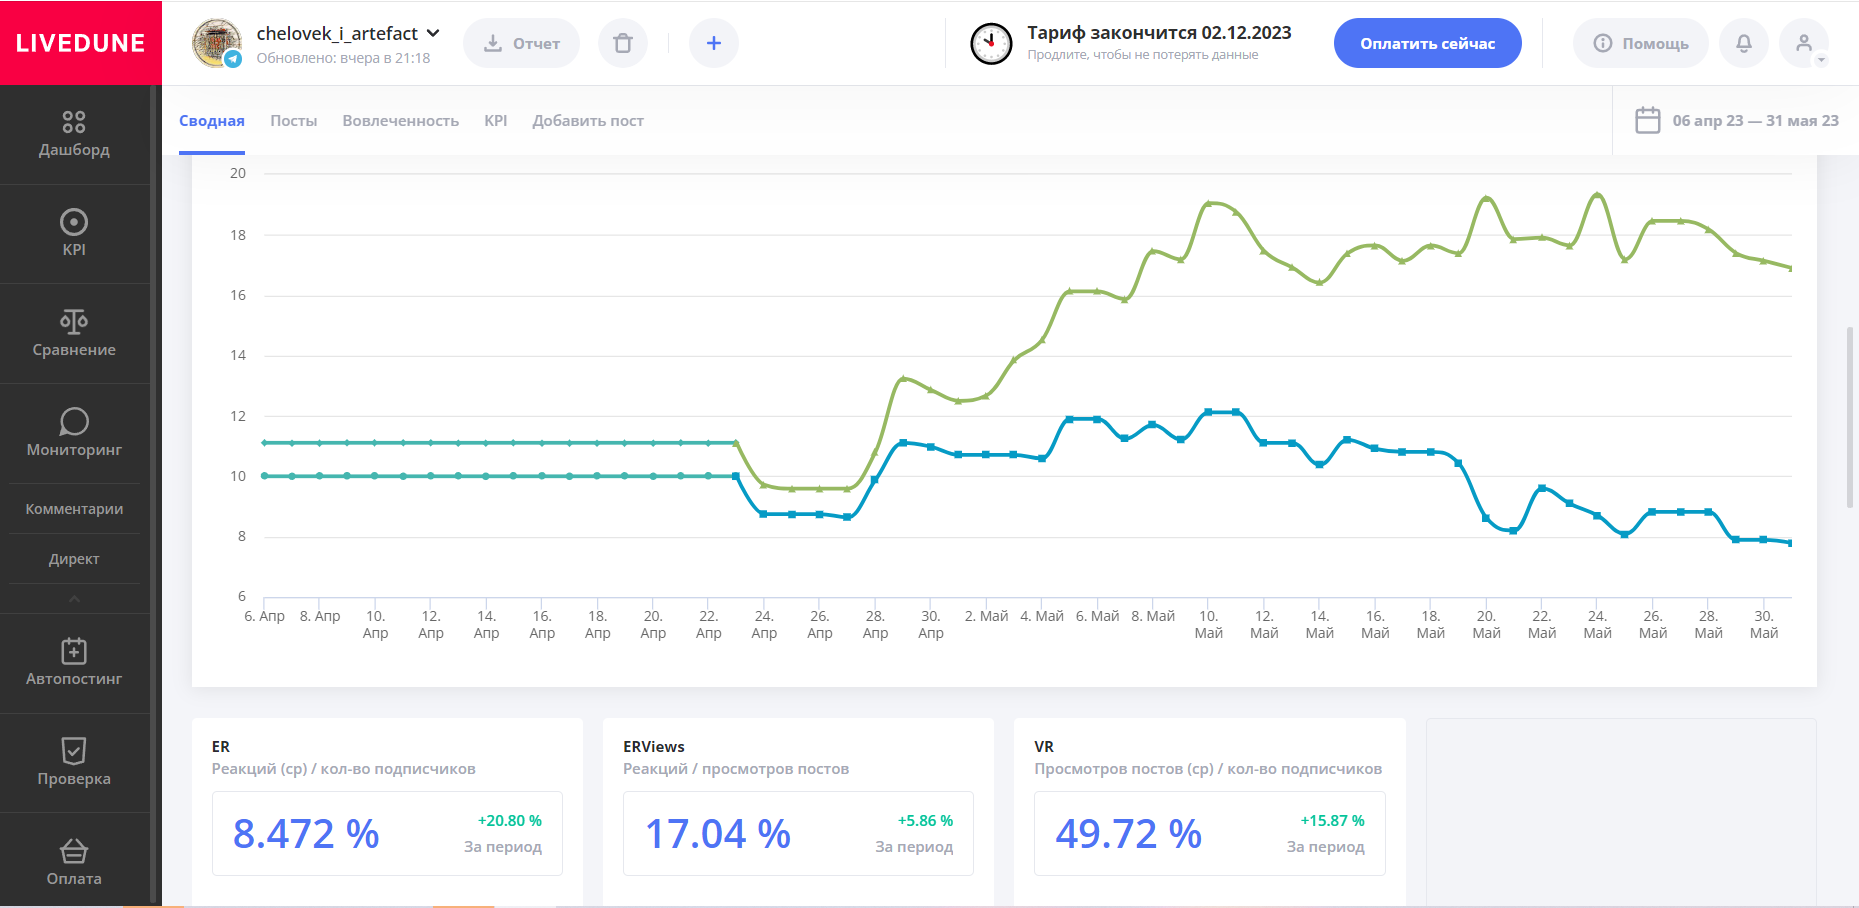 LIVEDUNE
chelovek_i_artefact
Обновлено: вчера в 21:18
Отчет
Тариф закончится 02.12.2023
Продлите, чтобы не потерять данные
Оплатить сейчас
Помощь
Сводная Посты Вовлеченность KPI Добавить пост
06 апр 23 — 31 мая 23
Дашборд
KPI
Сравнение
Мониторинг
Комментарии
Директ
Автопостинг
Проверка
Оплата
20
18
16
14
12
10
8
6
6. Апр 8. Апр 10. Апр 12. Апр 14. Апр 16. Апр 18. Апр 20. Апр 22. Апр 24. Апр 26. Апр 28. Апр 30. Апр 2. Май 4. Май 6. Май 8. Май 10. Май 12. Май 14. Май 16. Май 18. Май 20. Май 22. Май 24. Май 26. Май 28. Май 30. Май
ER
Реакций (ср) / кол-во подписчиков
8.472 %
+20.80 %
За период
ERViews
Реакций / просмотров постов
17.04 %
+5.86 %
За период
VR
Просмотров постов (ср) / кол-во подписчиков
49.72 %
+15.87 %
За период